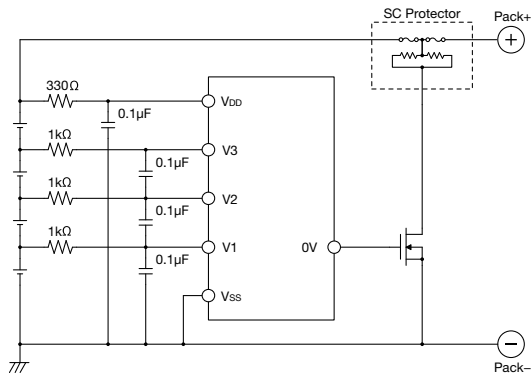 SC Protector
Pack+
+
330Ω
0.1µF
VDD
1kΩ
0.1µF
V3
1kΩ
0.1µF
V2
1kΩ
0.1µF
V1
0V
VSS
−
Pack−